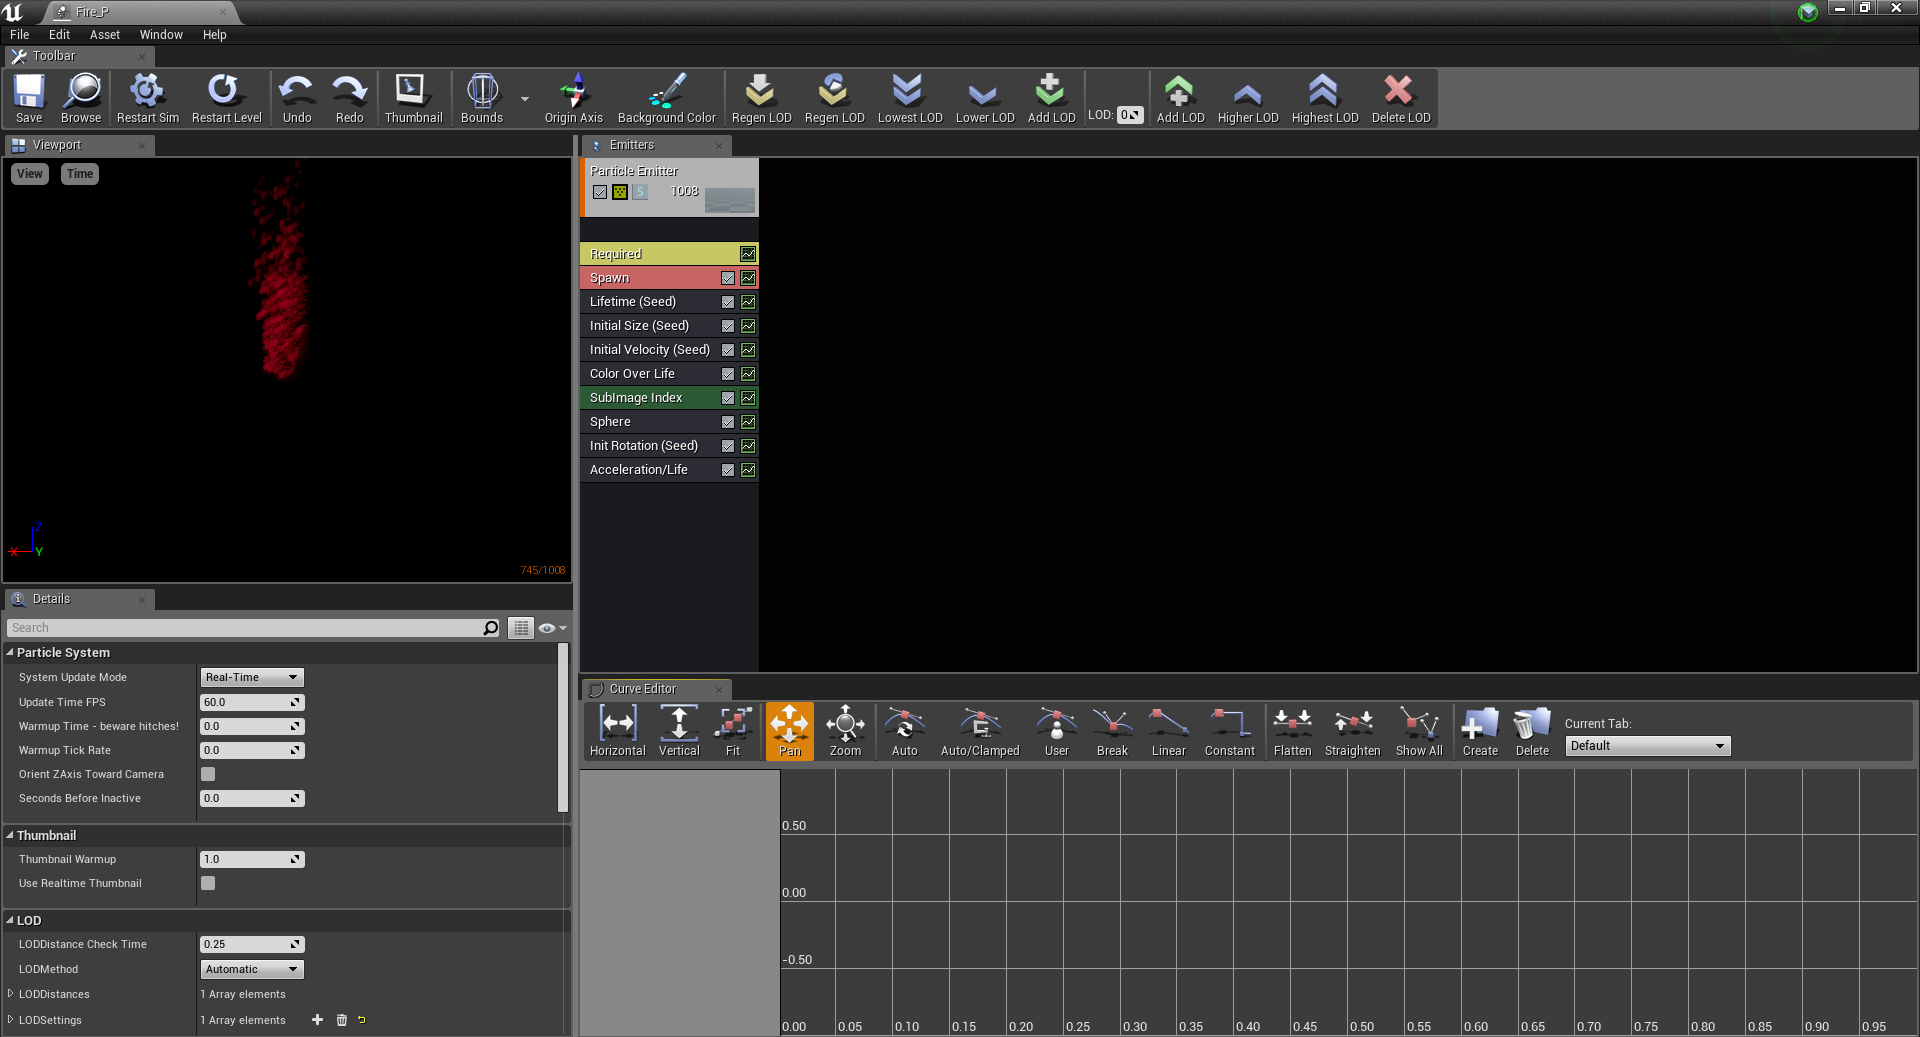 Fire_P
File Edit Asset Window Help
Toolbar
Save Browse Restart Sim Restart Level Undo Redo Thumbnail Bounds Origin Axis Background Color Regen LOD Regen LOD Lowest LOD Lower LOD Add LOD LOD: 0 Add LOD Higher LOD Highest LOD Delete LOD
Viewport
View Time
Z
X Y
745/1008
Emitters
Particle Emitter
S 1008
Required
Spawn
Lifetime (Seed)
Initial Size (Seed)
Initial Velocity (Seed)
Color Over Life
SubImage Index
Sphere
Init Rotation (Seed)
Acceleration/Life
Details
Search
Particle System
System Update Mode Real-Time
Update Time FPS 60.0
Warmup Time - beware hitches! 0.0
Warmup Tick Rate 0.0
Orient ZAxis Toward Camera
Seconds Before Inactive 0.0
Thumbnail
Thumbnail Warmup 1.0
Use Realtime Thumbnail
LOD
LODDistance Check Time 0.25
LODMethod Automatic
LODDistances 1 Array elements
LODSettings 1 Array elements
Curve Editor
Horizontal Vertical Fit Pan Zoom Auto Auto/Clamped User Break Linear Constant Flatten Straighten Show All Create Delete
Current Tab:
Default
0.50
0.00
-0.50
0.00 0.05 0.10 0.15 0.20 0.25 0.30 0.35 0.40 0.45 0.50 0.55 0.60 0.65 0.70 0.75 0.80 0.85 0.90 0.95